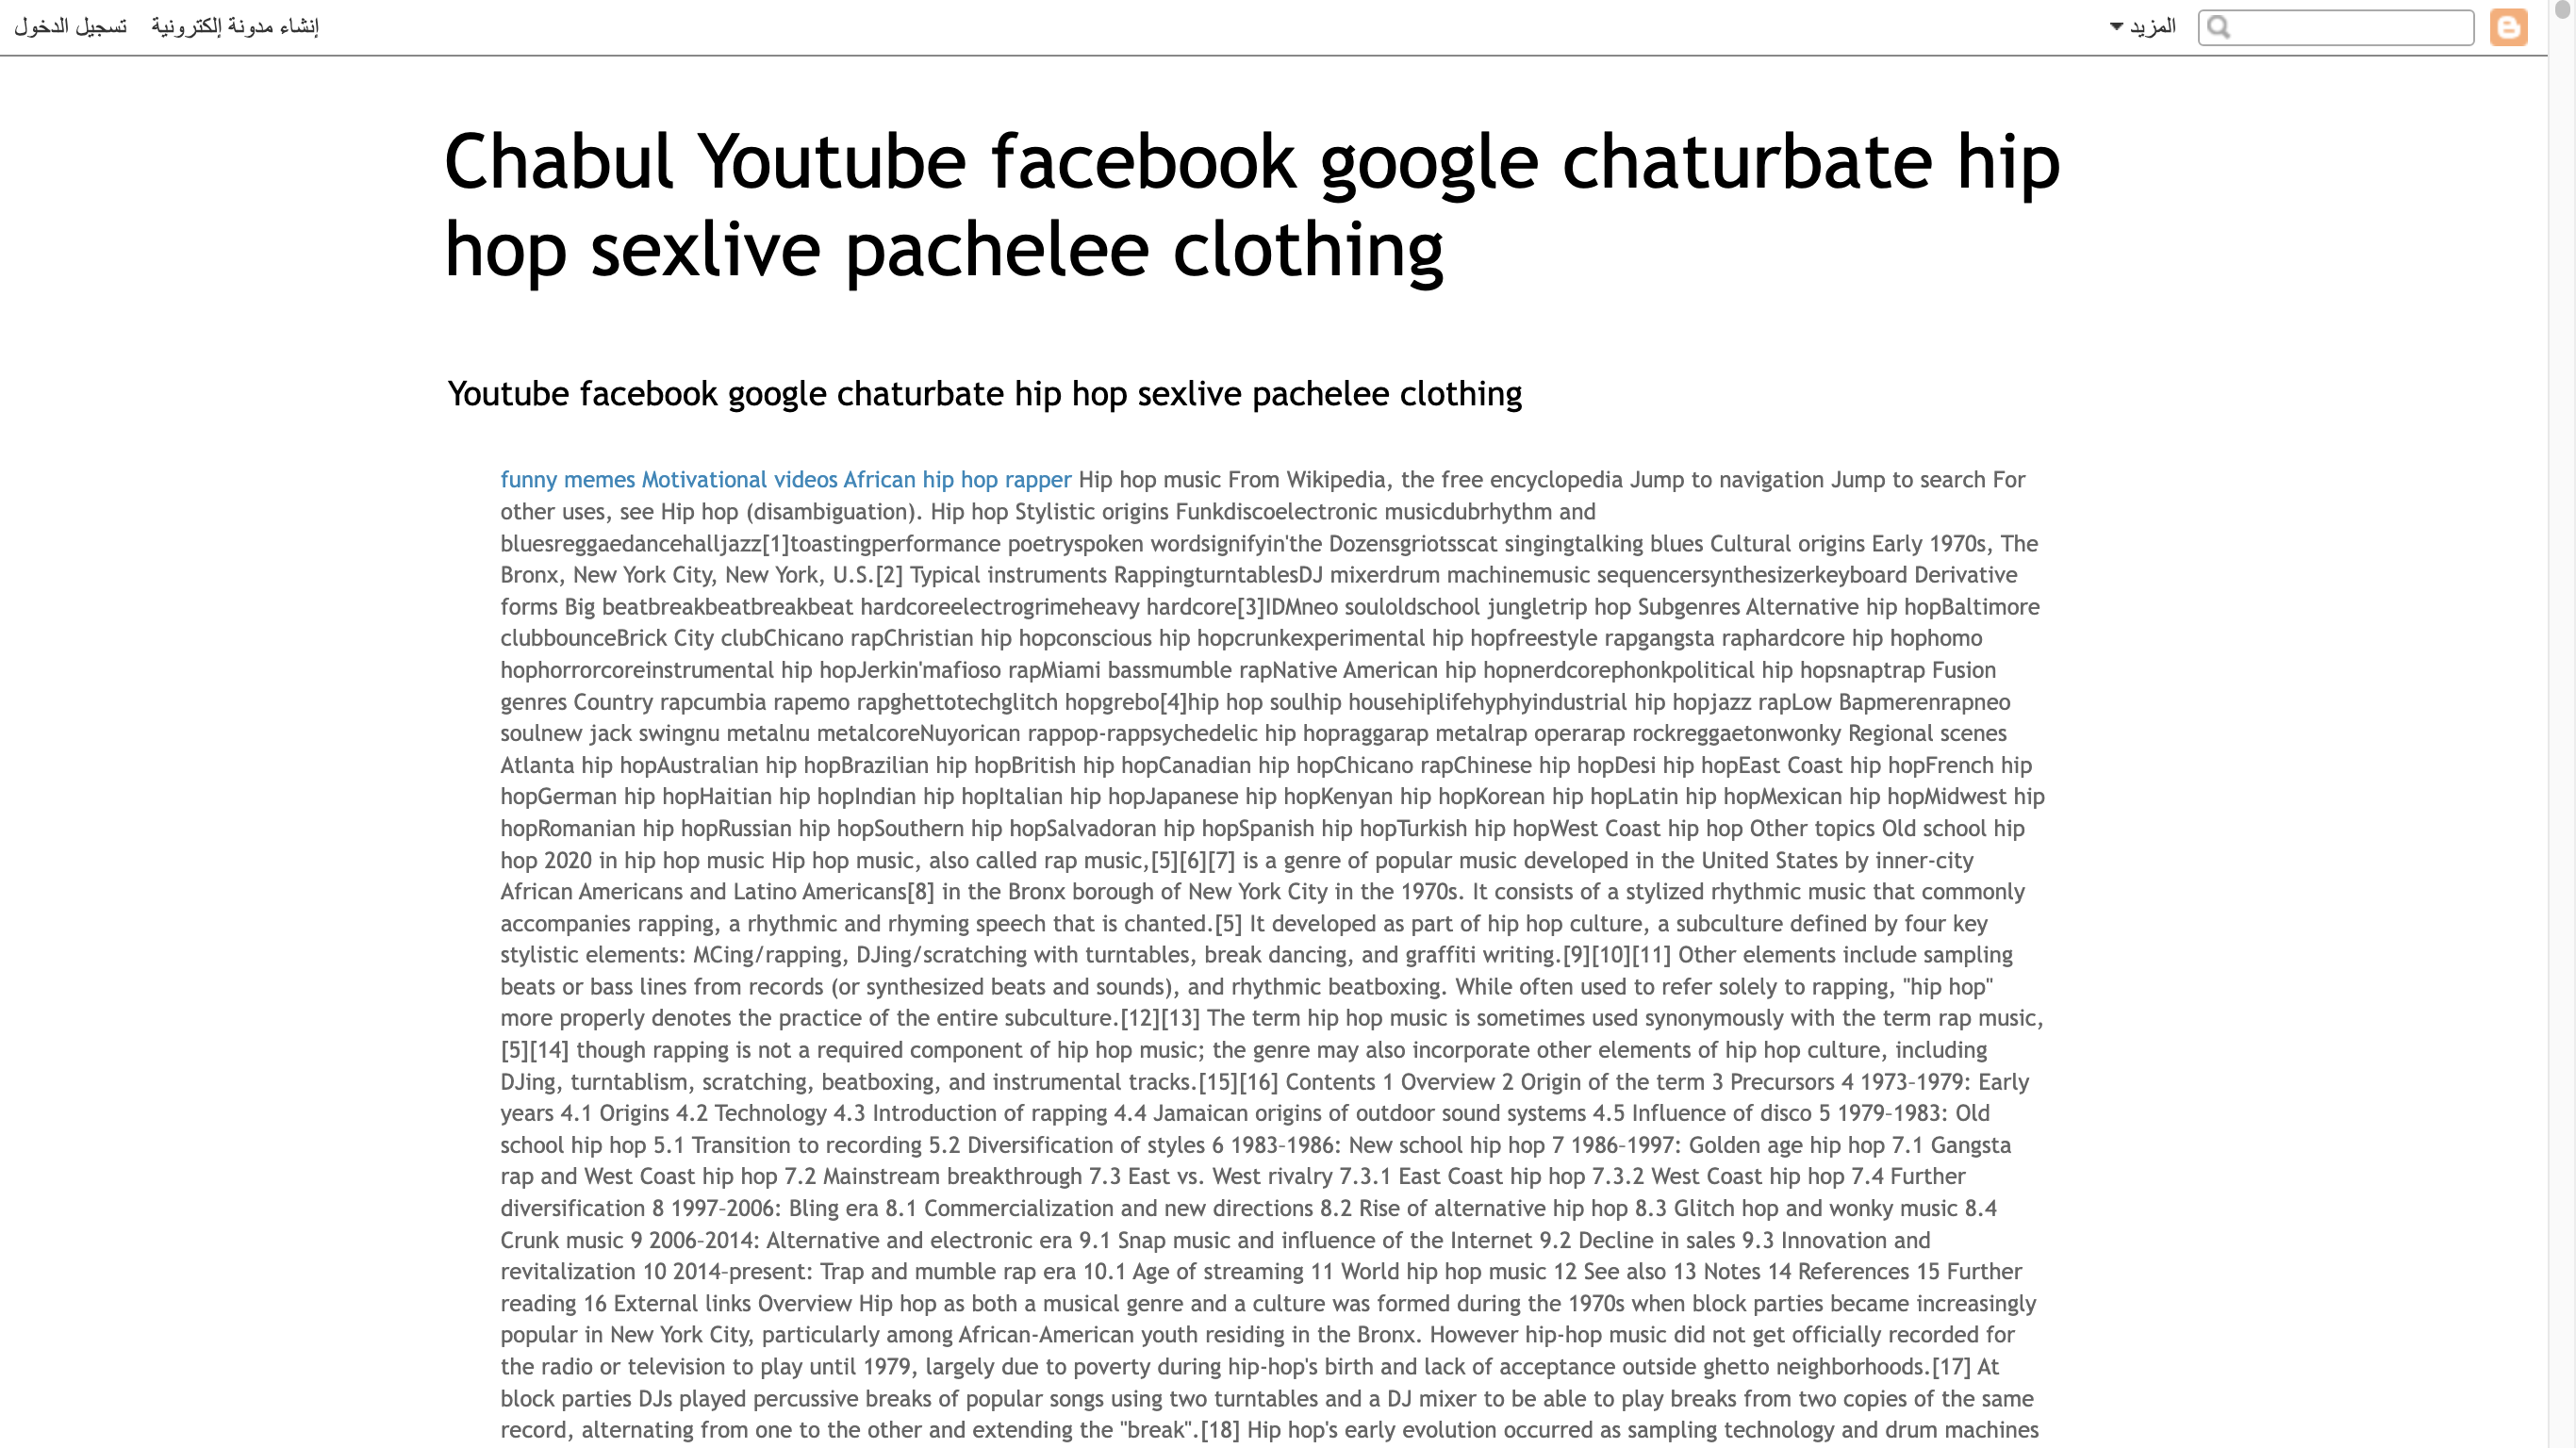 تسجيل الدخول إنشاء مدونة إلكترونية المزيد
Chabul Youtube facebook google chaturbate hip
hop sexlive pachelee clothing
Youtube facebook google chaturbate hip hop sexlive pachelee clothing
funny memes Motivational videos African hip hop rapper Hip hop music From Wikipedia, the free encyclopedia Jump to navigation Jump to search For
other uses, see Hip hop (disambiguation). Hip hop Stylistic origins Funkdiscoelectronic musicdubrhythm and
bluesreggaedancehalljazz[1]toastingperformance poetryspoken wordsignifyin'the Dozensgriotsscat singingtalking blues Cultural origins Early 1970s, The
Bronx, New York City, New York, U.S.[2] Typical instruments RappingturntablesDJ mixerdrum machinemusic sequencersynthesizerkeyboard Derivative
forms Big beatbreakbeatbreakbeat hardcoreelectrogrimeheavy hardcore[3]IDMneo souloldschool jungletrip hop Subgenres Alternative hip hopBaltimore
clubbounceBrick City clubChicano rapChristian hip hopconscious hip hopcrunkexperimental hip hopfreestyle rapgangsta raphardcore hip hophomo
hophorrorcoreinstrumental hip hopJerkin'mafioso rapMiami bassmumble rapNative American hip hopnerdcorephonkpolitical hip hopsnaptrap Fusion
genres Country rapcumbia rapemo rapghettotechglitch hopgrebo[4]hip hop soulhip househiplifehyphyindustrial hip hopjazz rapLow Bapmerenrapneo
soulnew jack swingnu metalnu metalcoreNuyorican rappop-rappsychedelic hip hopraggarap metalrap operarap rockreggaetonwonky Regional scenes
Atlanta hip hopAustralian hip hopBrazilian hip hopBritish hip hopCanadian hip hopChicano rapChinese hip hopDesi hip hopEast Coast hip hopFrench hip
hopGerman hip hopHaitian hip hopIndian hip hopItalian hip hopJapanese hip hopKenyan hip hopKorean hip hopLatin hip hopMexican hip hopMidwest hip
hopRomanian hip hopRussian hip hopSouthern hip hopSalvadoran hip hopSpanish hip hopTurkish hip hopWest Coast hip hop Other topics Old school hip
hop 2020 in hip hop music Hip hop music, also called rap music,[5][6][7] is a genre of popular music developed in the United States by inner-city
African Americans and Latino Americans[8] in the Bronx borough of New York City in the 1970s. It consists of a stylized rhythmic music that commonly
accompanies rapping, a rhythmic and rhyming speech that is chanted.[5] It developed as part of hip hop culture, a subculture defined by four key
stylistic elements: MCing/rapping, DJing/scratching with turntables, break dancing, and graffiti writing.[9][10][11] Other elements include sampling
beats or bass lines from records (or synthesized beats and sounds), and rhythmic beatboxing. While often used to refer solely to rapping, "hip hop"
more properly denotes the practice of the entire subculture.[12][13] The term hip hop music is sometimes used synonymously with the term rap music,
[5][14] though rapping is not a required component of hip hop music; the genre may also incorporate other elements of hip hop culture, including
DJing, turntablism, scratching, beatboxing, and instrumental tracks.[15][16] Contents 1 Overview 2 Origin of the term 3 Precursors 4 1973–1979: Early
years 4.1 Origins 4.2 Technology 4.3 Introduction of rapping 4.4 Jamaican origins of outdoor sound systems 4.5 Influence of disco 5 1979–1983: Old
school hip hop 5.1 Transition to recording 5.2 Diversification of styles 6 1983–1986: New school hip hop 7 1986–1997: Golden age hip hop 7.1 Gangsta
rap and West Coast hip hop 7.2 Mainstream breakthrough 7.3 East vs. West rivalry 7.3.1 East Coast hip hop 7.3.2 West Coast hip hop 7.4 Further
diversification 8 1997–2006: Bling era 8.1 Commercialization and new directions 8.2 Rise of alternative hip hop 8.3 Glitch hop and wonky music 8.4
Crunk music 9 2006–2014: Alternative and electronic era 9.1 Snap music and influence of the Internet 9.2 Decline in sales 9.3 Innovation and
revitalization 10 2014–present: Trap and mumble rap era 10.1 Age of streaming 11 World hip hop music 12 See also 13 Notes 14 References 15 Further
reading 16 External links Overview Hip hop as both a musical genre and a culture was formed during the 1970s when block parties became increasingly
popular in New York City, particularly among African-American youth residing in the Bronx. However hip-hop music did not get officially recorded for
the radio or television to play until 1979, largely due to poverty during hip-hop's birth and lack of acceptance outside ghetto neighborhoods.[17] At
block parties DJs played percussive breaks of popular songs using two turntables and a DJ mixer to be able to play breaks from two copies of the same
record, alternating from one to the other and extending the "break".[18] Hip hop's early evolution occurred as sampling technology and drum machines